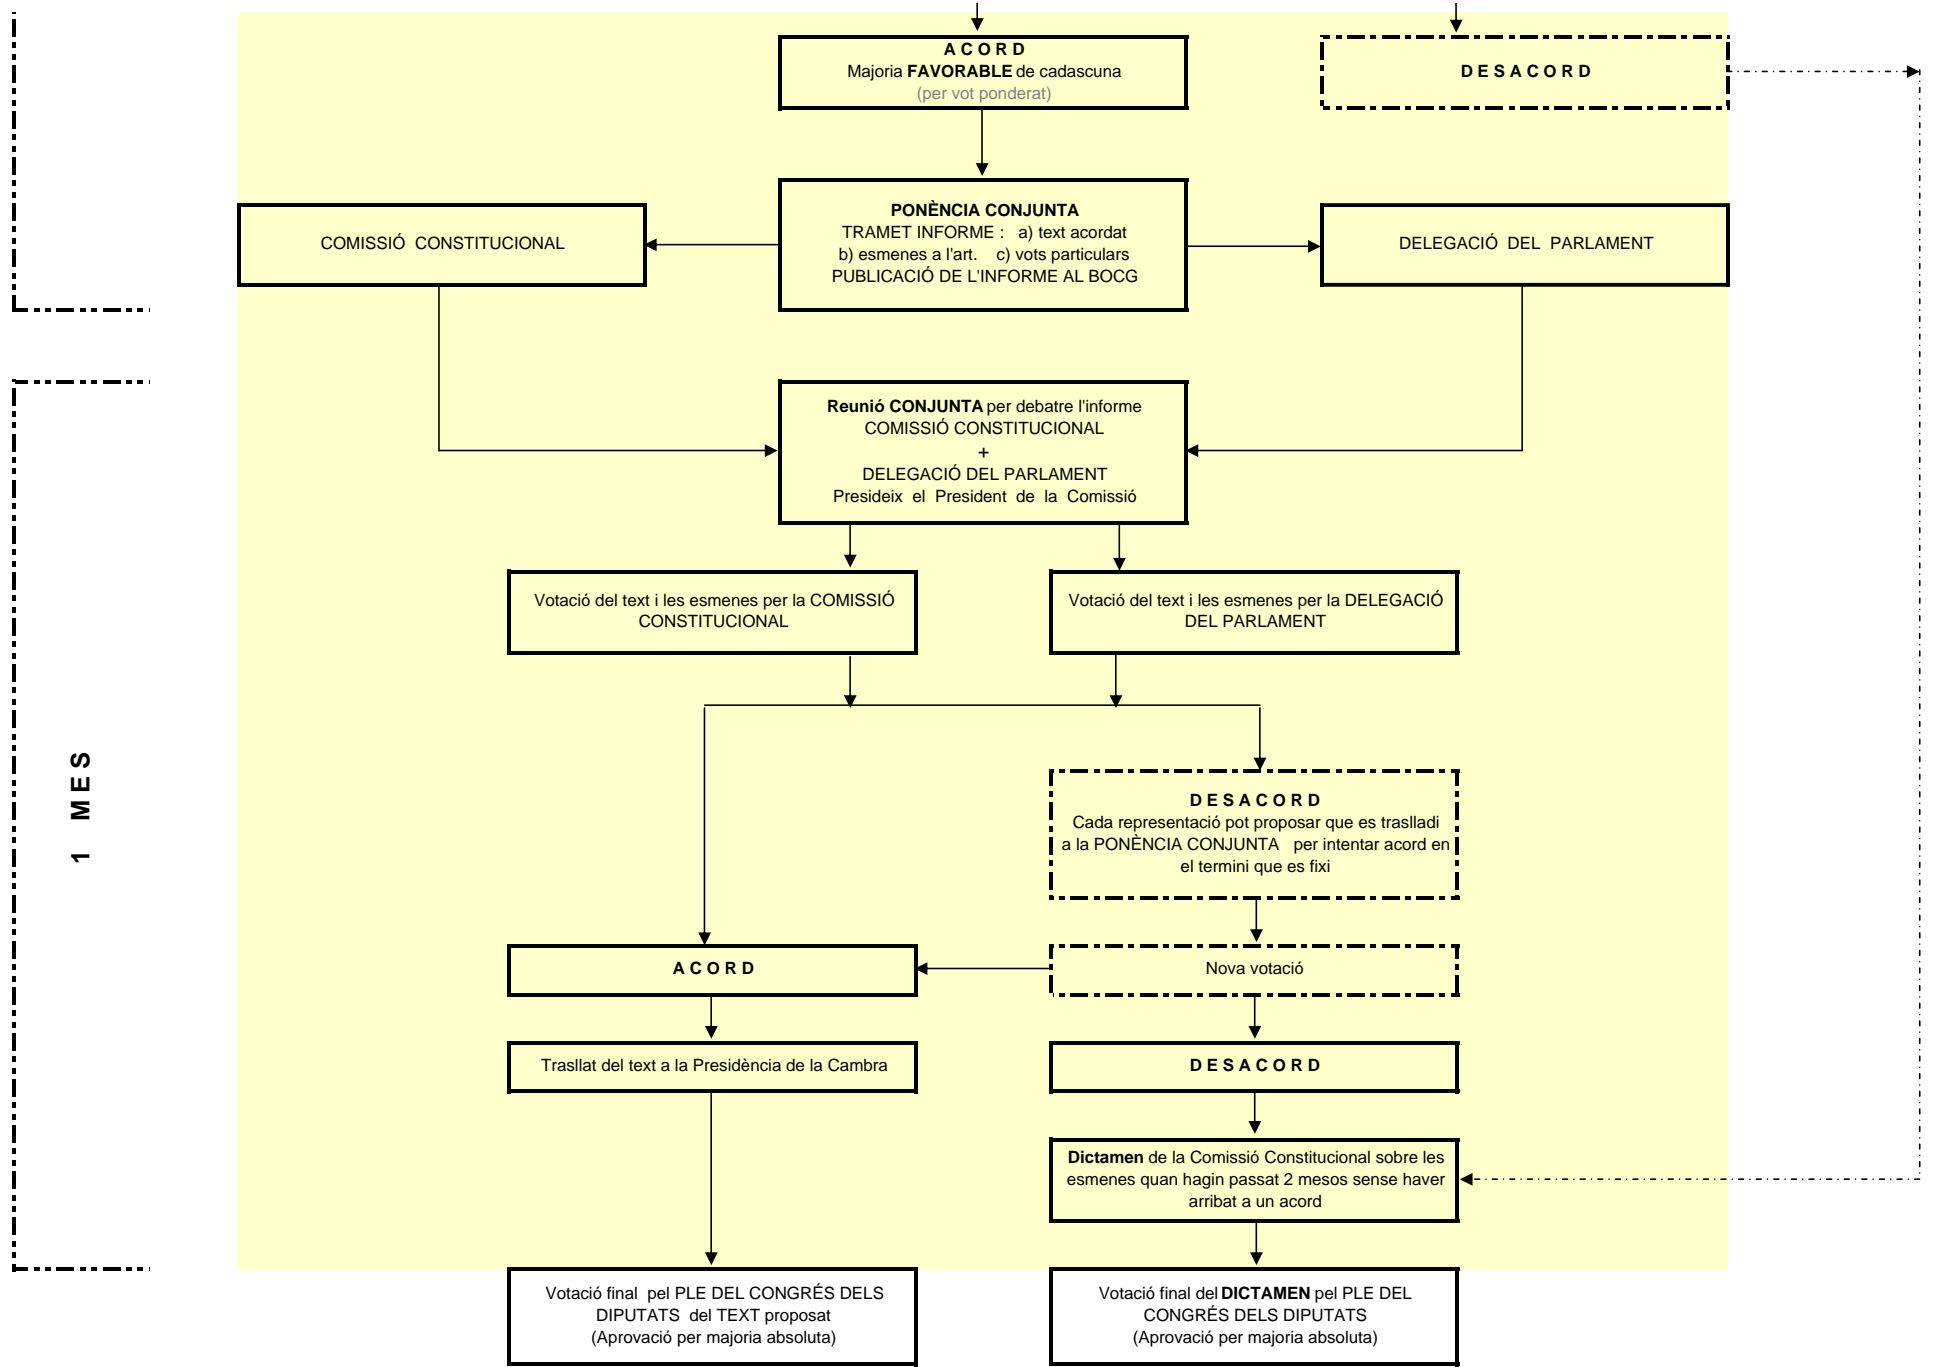 A C O R D
Majoria FAVORABLE de cadascuna
(per vot ponderat)
D E S A C O R D
PONÈNCIA CONJUNTA
TRAMET INFORME : a) text acordat
b) esmenes a l'art. c) vots particulars
PUBLICACIÓ DE L'INFORME AL BOCG
COMISSIÓ CONSTITUCIONAL
DELEGACIÓ DEL PARLAMENT
Reunió CONJUNTA per debatre l'informe
COMISSIÓ CONSTITUCIONAL
+
DELEGACIÓ DEL PARLAMENT
Presideix el President de la Comissió
Votació del text i les esmenes per la COMISSIÓ
CONSTITUCIONAL
Votació del text i les esmenes per la DELEGACIÓ
DEL PARLAMENT
1 MES
D E S A C O R D
Cada representació pot proposar que es traslladi
a la PONÈNCIA CONJUNTA per intentar acord en
el termini que es fixi
A C O R D
Nova votació
Trasllat del text a la Presidència de la Cambra
D E S A C O R D
Dictamen de la Comissió Constitucional sobre les
esmenes quan hagin passat 2 mesos sense haver
arribat a un acord
Votació final pel PLE DEL CONGRÉS DELS
DIPUTATS del TEXT proposat
(Aprovació per majoria absoluta)
Votació final del DICTAMEN pel PLE DEL
CONGRÉS DELS DIPUTATS
(Aprovació per majoria absoluta)